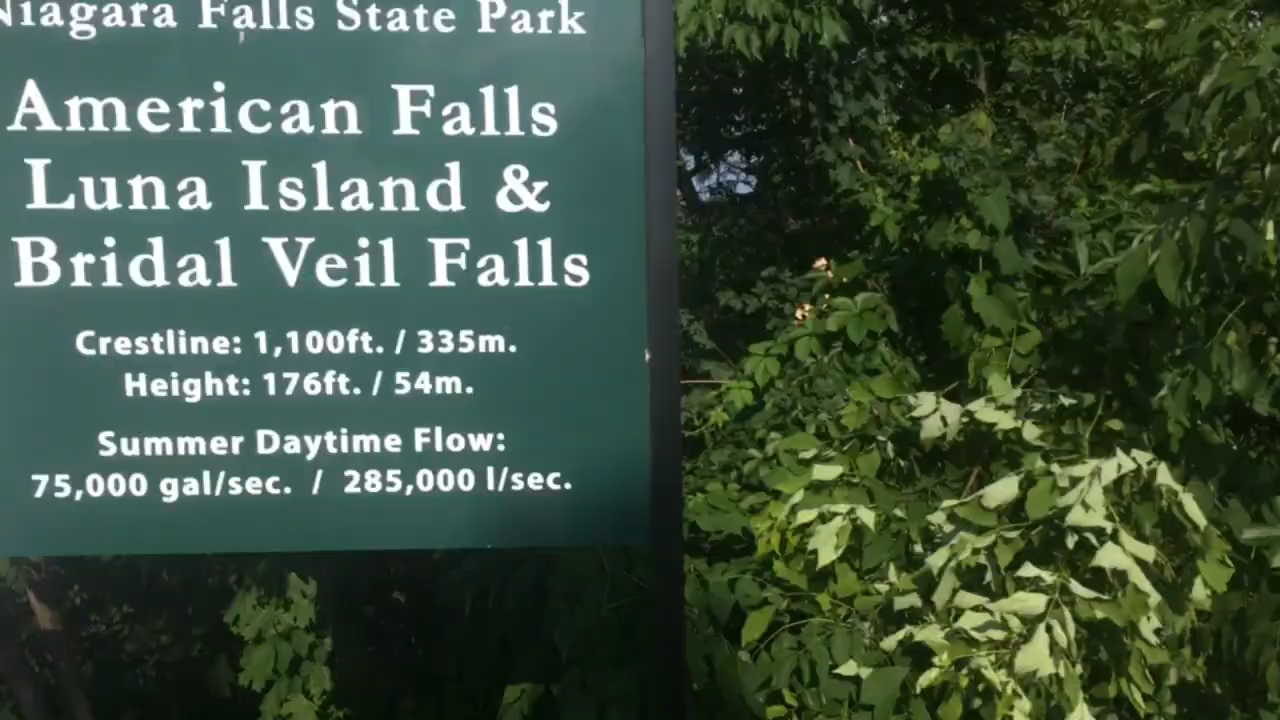 Niagara Falls State Park
American Falls
Luna Island &
Bridal Veil Falls
Crestline: 1,100ft. / 335m.
Height: 176ft. / 54m.
Summer Daytime Flow:
75,000 gal/sec. / 285,000 l/sec.